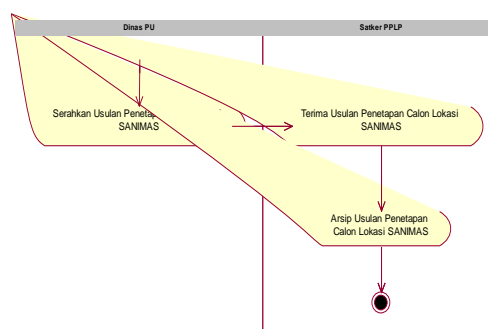 Dinas PU
Satker PPLP
Serahkan Usulan Penetap
SANIMAS
Terima Usulan Penetapan Calon Lokasi
SANIMAS
Arsip Usulan Penetapan
Calon Lokasi SANIMAS